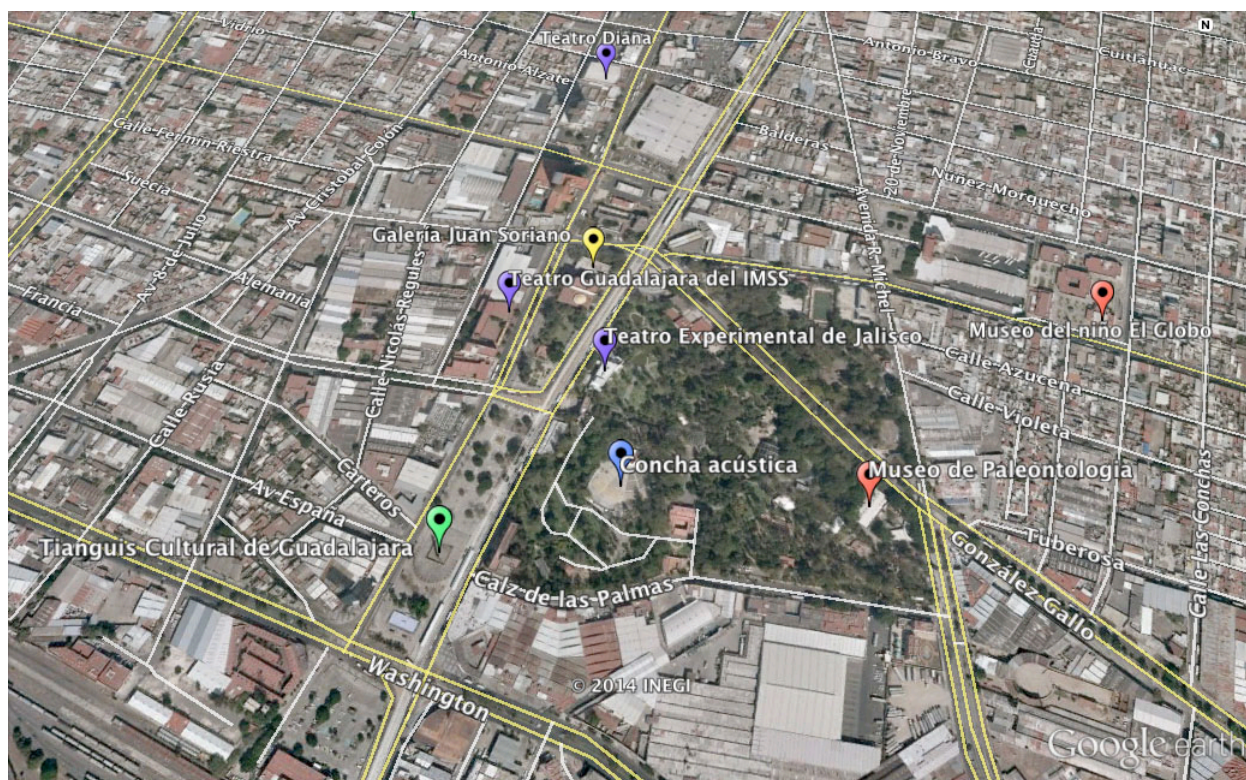 N
Vidrio
Teatro Diana
Antonio Bravo
Cuautla
Cuitláhuac
Antonio Alzate
20 de Noviembre
Calle Fermín Riestra
Balderas
Av Cristobal Colón
Nuñez Morquecho
Suecia
Avenida R. Michel
Av 8 de Julio
Galería Juan Soriano
Alemania
Calle Nicolás Regules
Teatro Guadalajara del IMSS
Francia
Museo del niño El Globo
Teatro Experimental de Jalisco
Calle Azucena
Calle Rusia
Calle Violeta
Concha acústica
Museo de Paleontología
Carteros
Av España
Calle Las Conchas
Tianguis Cultural de Guadalajara
Tuberosa
González Gallo
Calz de las Palmas
Washington
© 2014 INEGI
Google earth